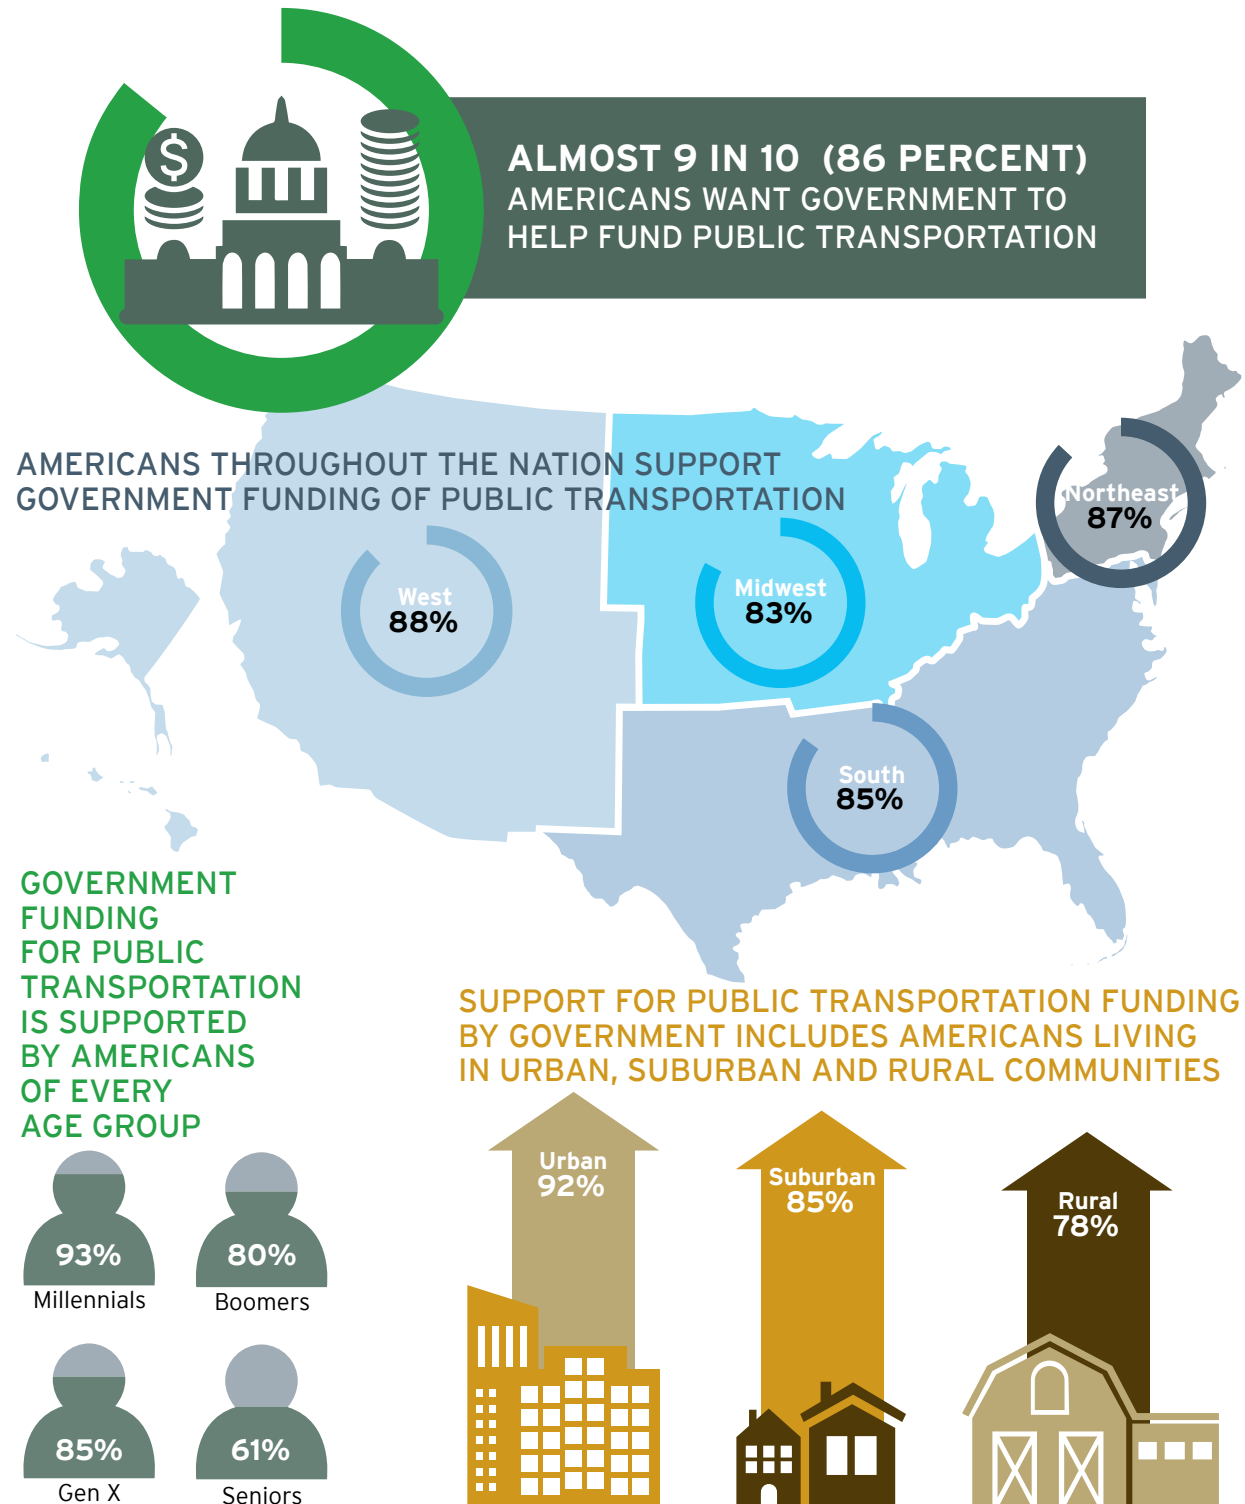 $
ALMOST 9 IN 10 (86 PERCENT)
AMERICANS WANT GOVERNMENT TO
HELP FUND PUBLIC TRANSPORTATION
AMERICANS THROUGHOUT THE NATION SUPPORT
GOVERNMENT FUNDING OF PUBLIC TRANSPORTATION
Northeast
87%
West
88%
Midwest
83%
South
85%
GOVERNMENT
FUNDING
FOR PUBLIC
TRANSPORTATION
IS SUPPORTED
BY AMERICANS
OF EVERY
AGE GROUP
93%
Millennials
80%
Boomers
85%
Gen X
61%
Seniors
SUPPORT FOR PUBLIC TRANSPORTATION FUNDING
BY GOVERNMENT INCLUDES AMERICANS LIVING
IN URBAN, SUBURBAN AND RURAL COMMUNITIES
Urban
92%
Suburban
85%
Rural
78%